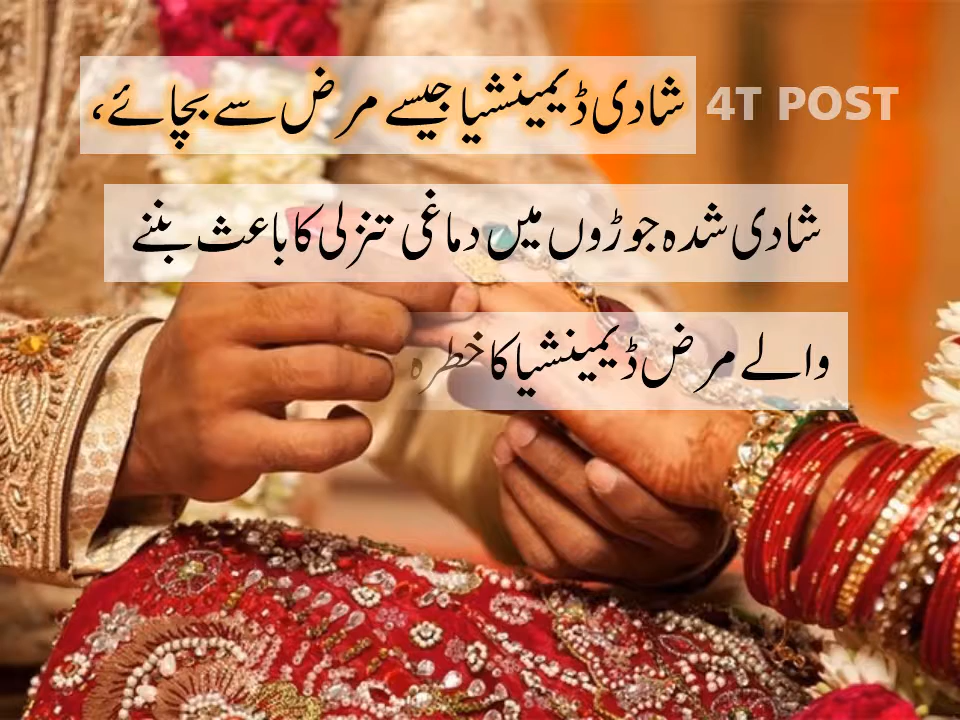 شادی ڈیمینشیا جیسے مرض سے بچائے،
4T POST
شادی شدہ جوڑوں میں دماغی تنزلی کا باعث بننے
والے مرض ڈیمینشیا کا خطرہ